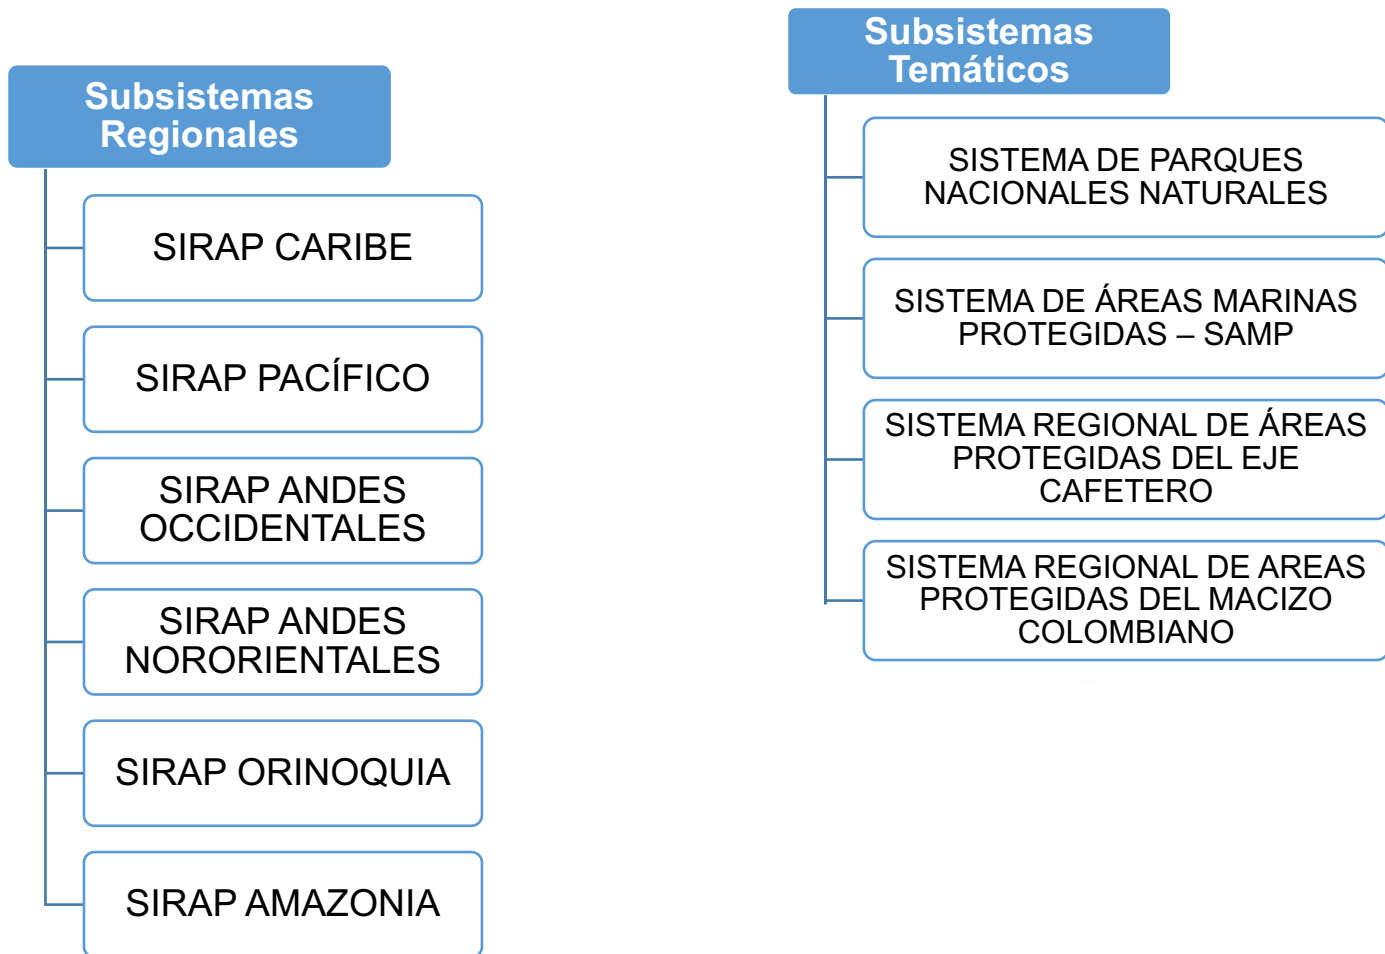 Subsistemas
Regionales
SIRAP CARIBE
SIRAP PACÍFICO
SIRAP ANDES
OCCIDENTALES
SIRAP ANDES
NORORIENTALES
SIRAP ORINOQUIA
SIRAP AMAZONIA
Subsistemas
Temáticos
SISTEMA DE PARQUES
NACIONALES NATURALES
SISTEMA DE ÁREAS MARINAS
PROTEGIDAS – SAMP
SISTEMA REGIONAL DE ÁREAS
PROTEGIDAS DEL EJE
CAFETERO
SISTEMA REGIONAL DE AREAS
PROTEGIDAS DEL MACIZO
COLOMBIANO